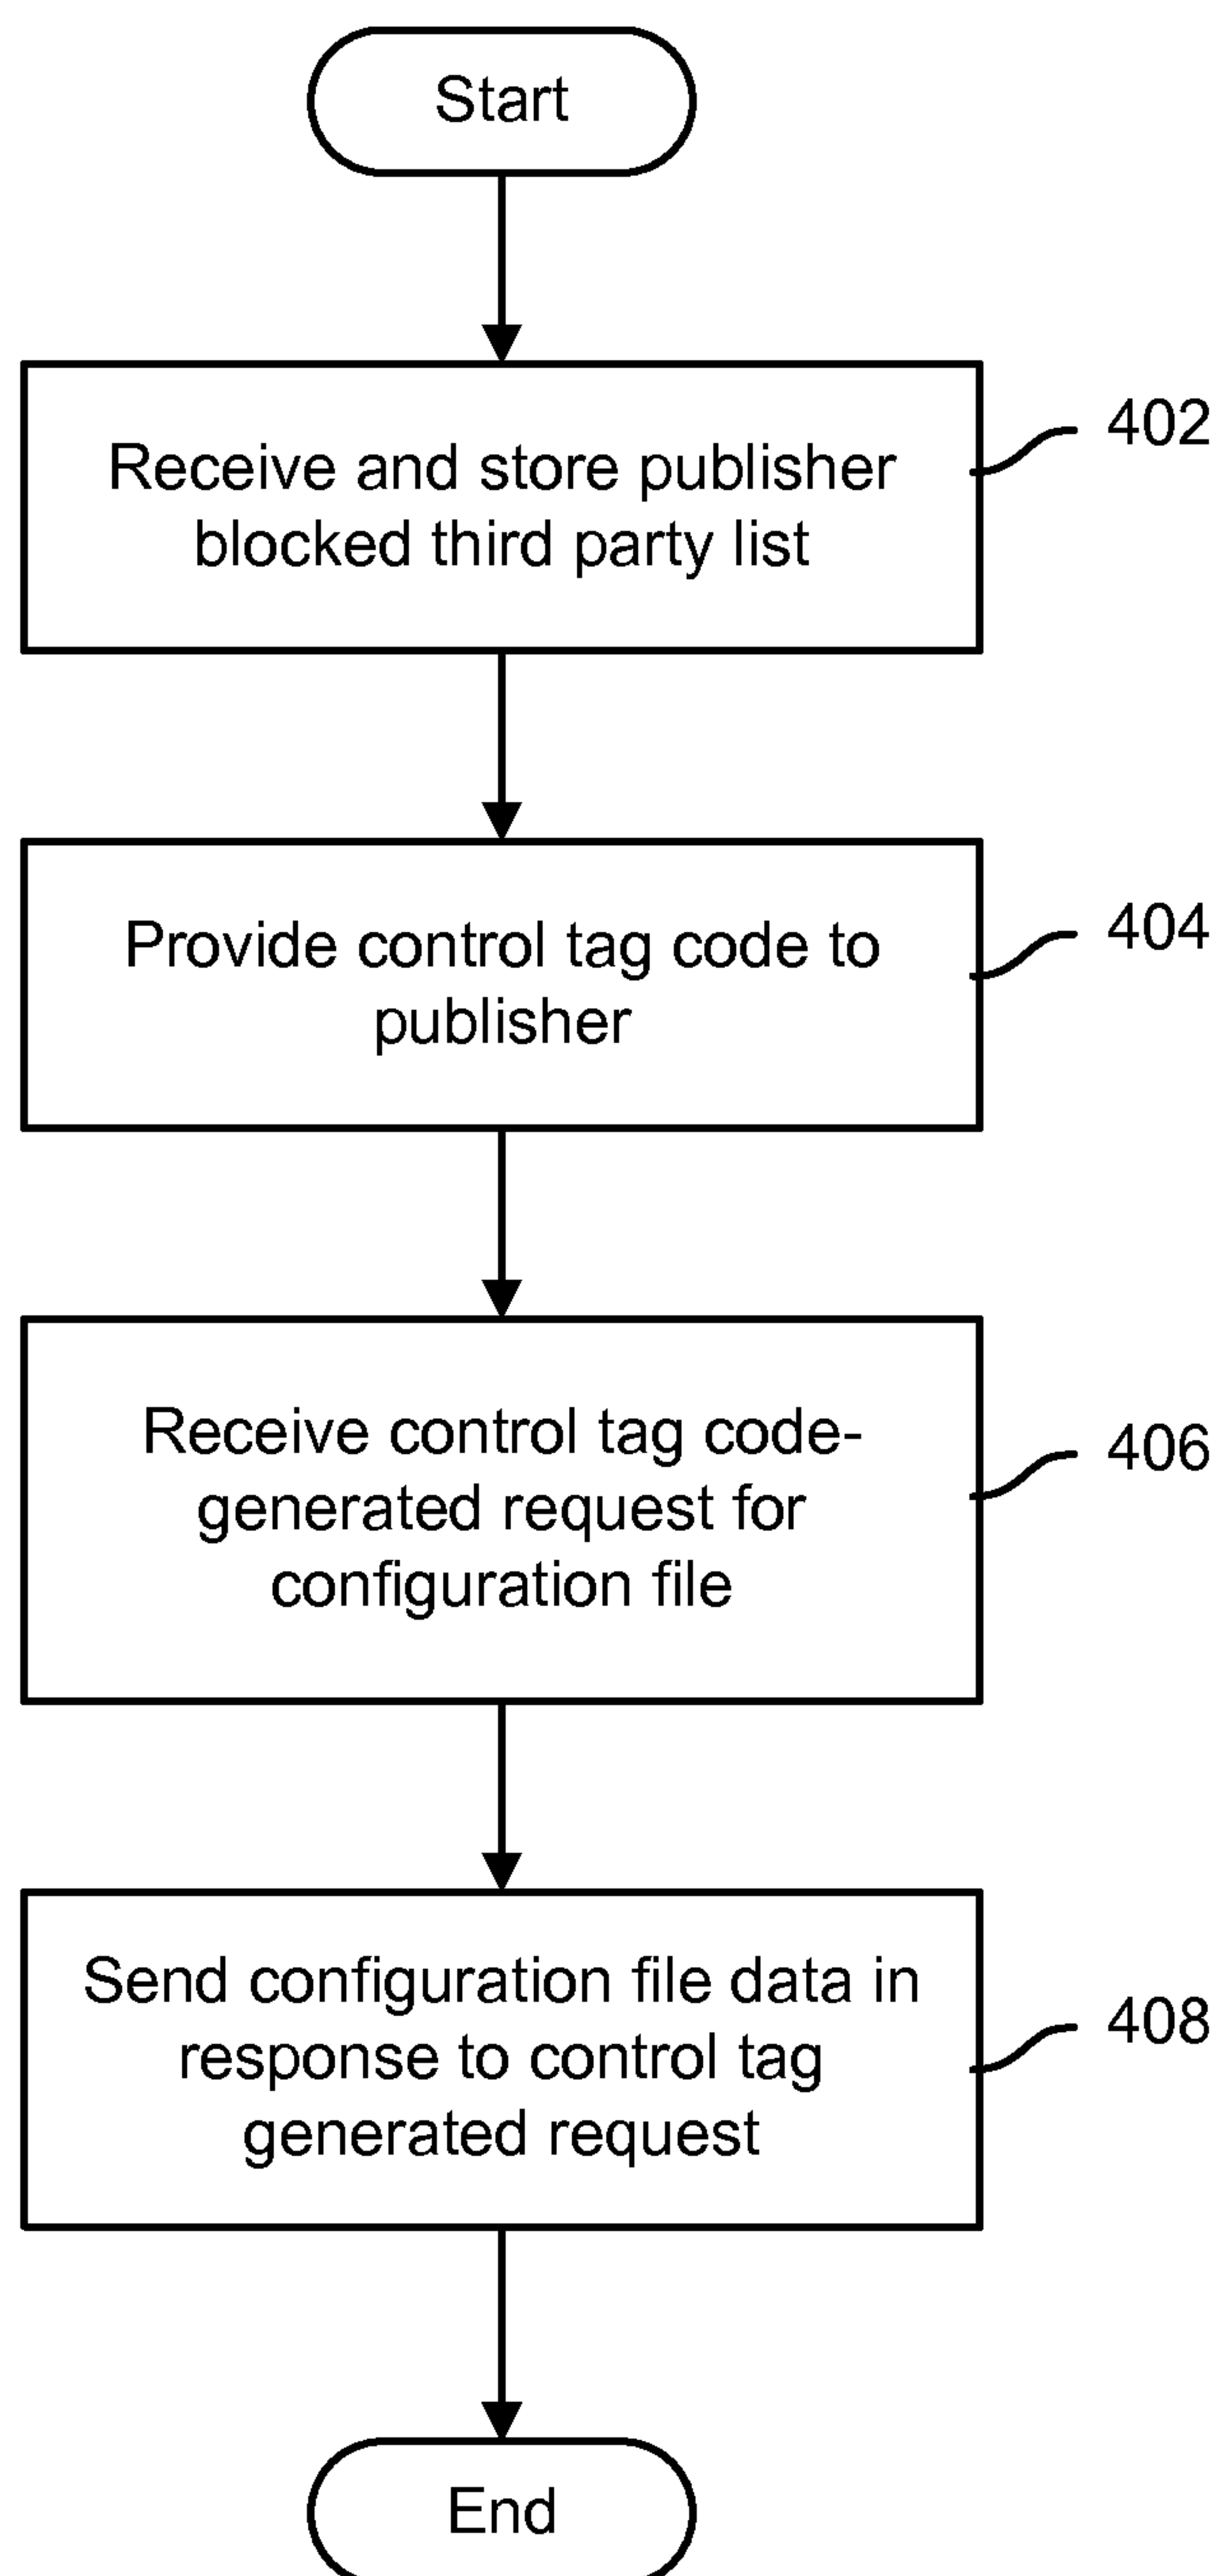 Start
Receive and store publisher
blocked third party list
402
Provide control tag code to
publisher
404
Receive control tag code-
generated request for
configuration file
406
Send configuration file data in
response to control tag
generated request
408
End